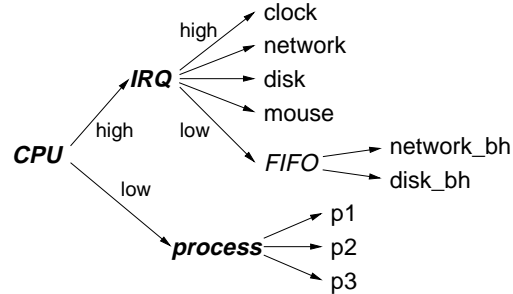 clock
high
network
IRQ
disk
mouse
high
low
network_bh
CPU
FIFO
disk_bh
low
p1
process
p2
p3